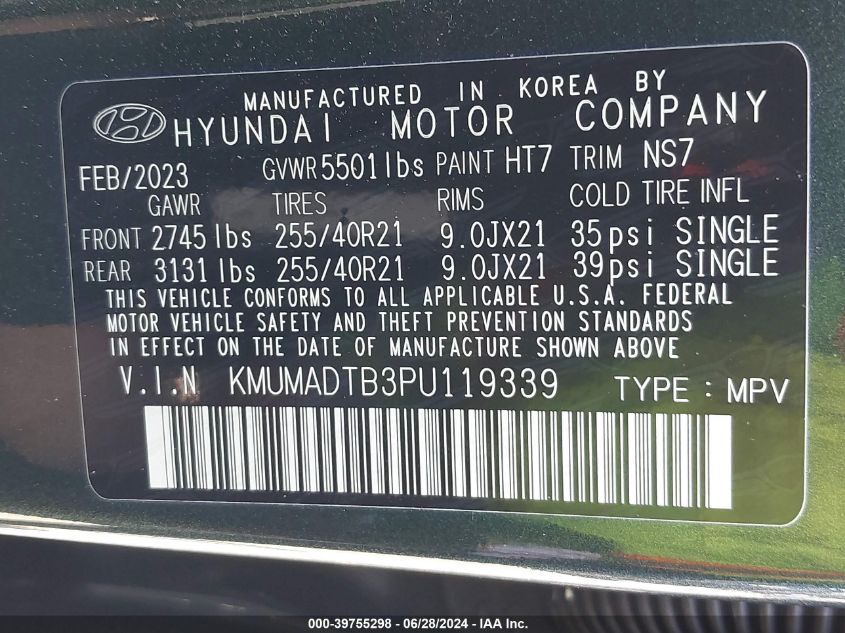 MANUFACTURED IN KOREA BY
HYUNDAI MOTOR COMPANY
FEB/2023 GVWR 5501 lbs PAINT HT7 TRIM NS7
GAWR TIRES RIMS COLD TIRE INFL
FRONT 2745 lbs 255/40R21 9.0JX21 35psi SINGLE
REAR 3131 lbs 255/40R21 9.0JX21 39psi SINGLE
THIS VEHICLE CONFORMS TO ALL APPLICABLE U.S.A. FEDERAL
MOTOR VEHICLE SAFETY AND THEFT PREVENTION STANDARDS
IN EFFECT ON THE DATE OF MANUFACTURE SHOWN ABOVE
V.I.N KMUMADTB3PU119339 TYPE : MPV
000-39755298 - 06/28/2024 - IAA Inc.